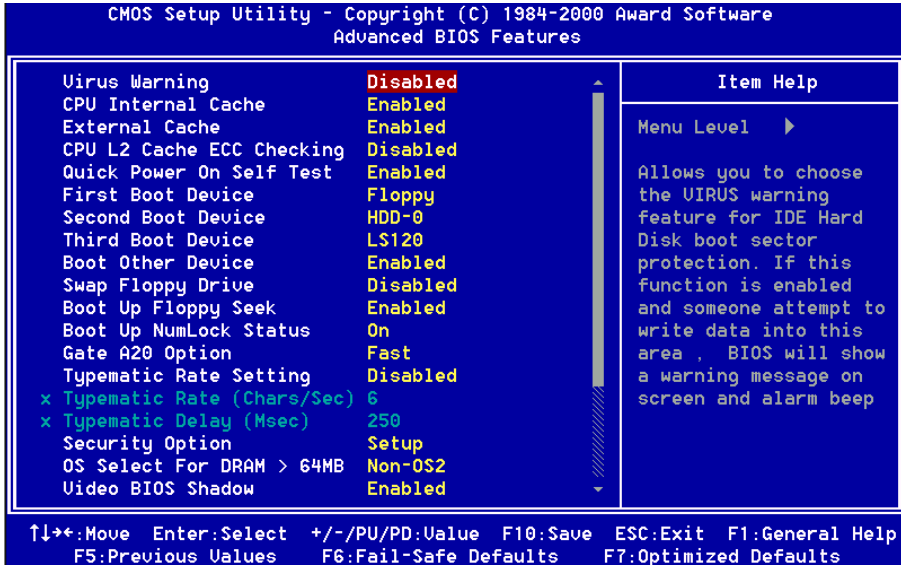 CMOS Setup Utility - Copyright (C) 1984-2000 Award Software
Advanced BIOS Features
Virus Warning Disabled
CPU Internal Cache Enabled
External Cache Enabled
CPU L2 Cache ECC Checking Disabled
Quick Power On Self Test Enabled
First Boot Device Floppy
Second Boot Device HDD-0
Third Boot Device LS120
Boot Other Device Enabled
Swap Floppy Drive Disabled
Boot Up Floppy Seek Enabled
Boot Up NumLock Status On
Gate A20 Option Fast
Typematic Rate Setting Disabled
x Typematic Rate (Chars/Sec) 6
x Typematic Delay (Msec) 250
Security Option Setup
OS Select For DRAM > 64MB Non-OS2
Video BIOS Shadow Enabled
Item Help
Menu Level ▶
Allows you to choose
the VIRUS warning
feature for IDE Hard
Disk boot sector
protection. If this
function is enabled
and someone attempt to
write data into this
area , BIOS will show
a warning message on
screen and alarm beep
↑↓→←:Move Enter:Select +/-/PU/PD:Value F10:Save ESC:Exit F1:General Help
F5:Previous Values F6:Fail-Safe Defaults F7:Optimized Defaults